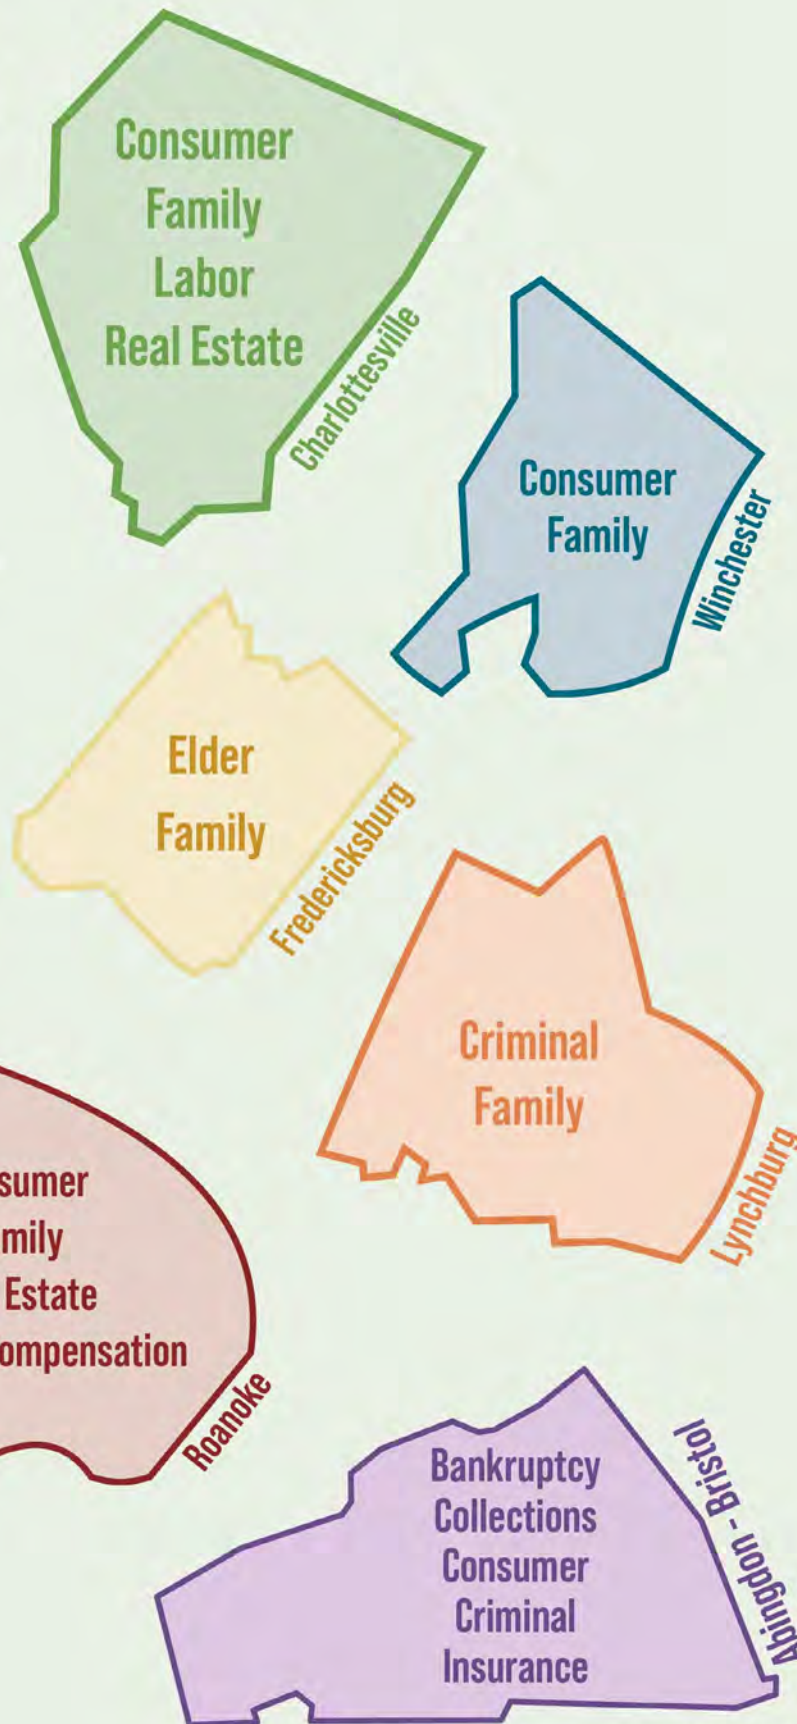 Consumer
Family
Labor
Real Estate
Charlottesville
Consumer
Family
Winchester
Elder
Family
Fredericksburg
Criminal
Family
Lynchburg
sumer
mily
Estate
ompensation
Roanoke
Bankruptcy
Collections
Consumer
Criminal
Insurance
Abingdon - Bristol